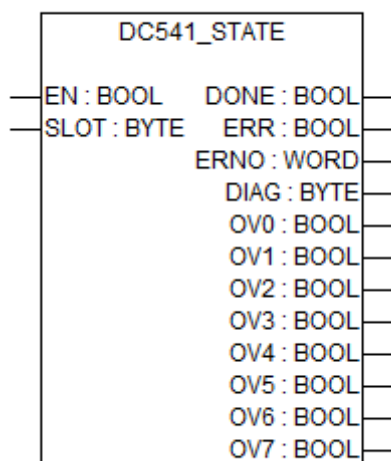 DC541_STATE
EN : BOOL DONE : BOOL
SLOT : BYTE ERR : BOOL
ERNO : WORD
DIAG : BYTE
OV0 : BOOL
OV1 : BOOL
OV2 : BOOL
OV3 : BOOL
OV4 : BOOL
OV5 : BOOL
OV6 : BOOL
OV7 : BOOL